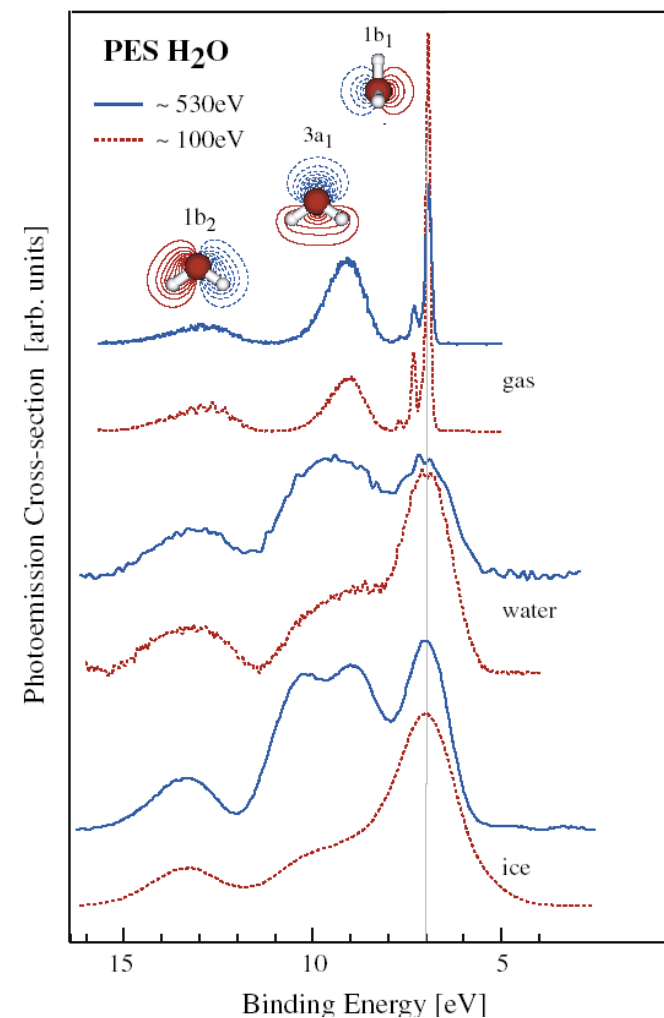 PES H₂O
~ 530eV
~ 100eV
1b₁
3a₁
1b₂
gas
water
ice
Photoemission Cross-section [arb. units]
15
10
5
Binding Energy [eV]